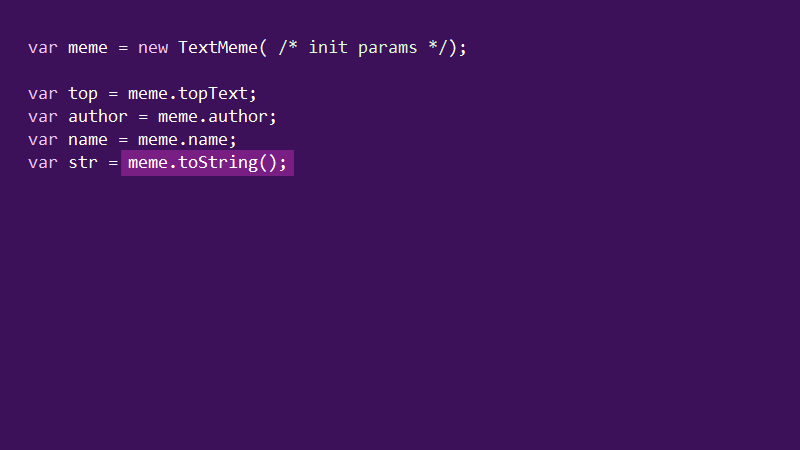 var meme = new TextMeme( /* init params */);
var top = meme.topText;
var author = meme.author;
var name = meme.name;
var str = meme.toString();